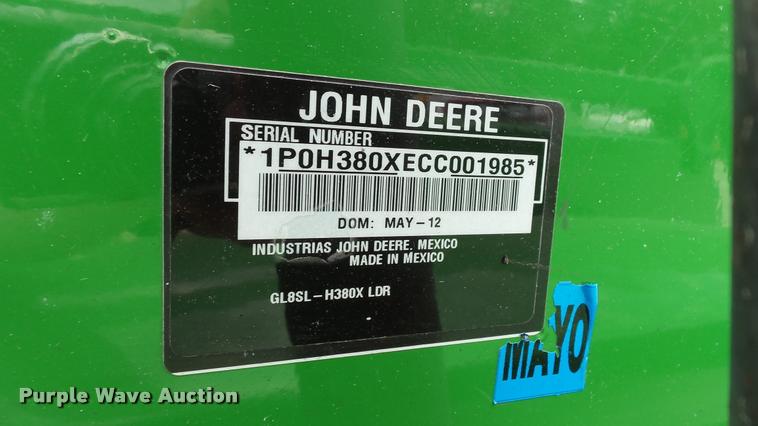 JOHN DEERE
SERIAL NUMBER
*1P0H380XECC001985*
DOM: MAY-12
INDUSTRIAS JOHN DEERE. MEXICO
MADE IN MEXICO
GL8SL-H380X LDR
MAYO
Purple Wave Auction